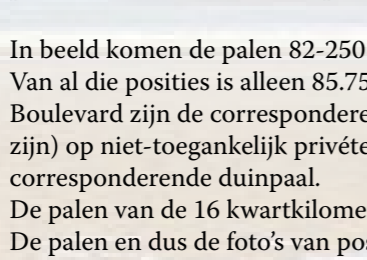 In beeld komen de palen 82-250
Van al die posities is alleen 85.75
Boulevard zijn de corresponder
zijn) op niet-toegankelijk privéte
corresponderende duinpaal.
De palen van de 16 kwartkilome
De palen en dus de foto's van pos